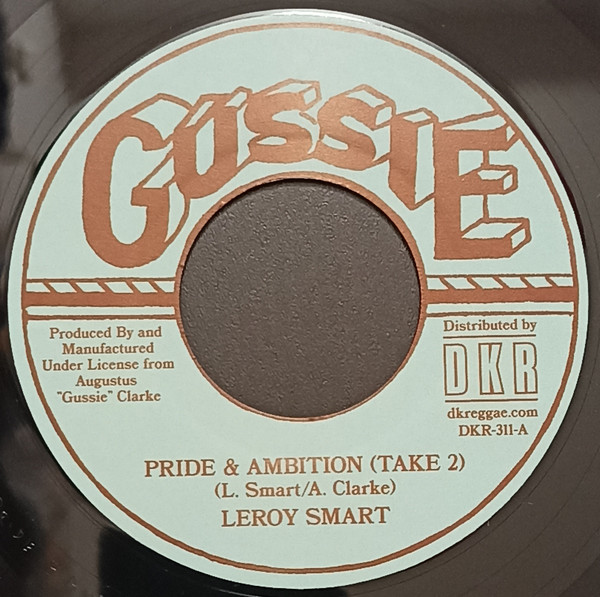 GUSSIE
Produced By and
Manufactured
Under License from
Augustus
"Gussie" Clarke
Distributed by
DKR
dkreggae.com
DKR-311-A
PRIDE & AMBITION (TAKE 2)
(L. Smart/A. Clarke)
LEROY SMART